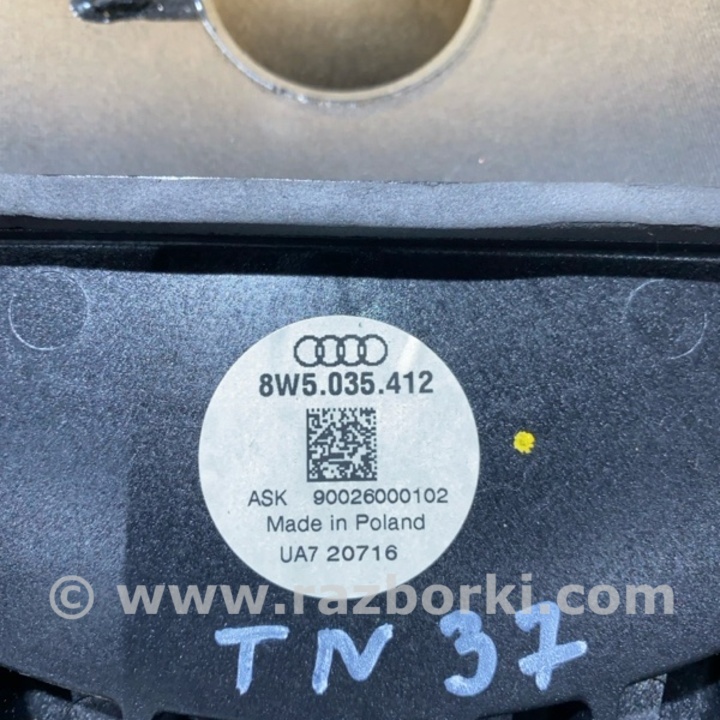 8W5.035.412
ASK 90026000102
Made in Poland
UA7 20716
© www.razborki.com
TN 37